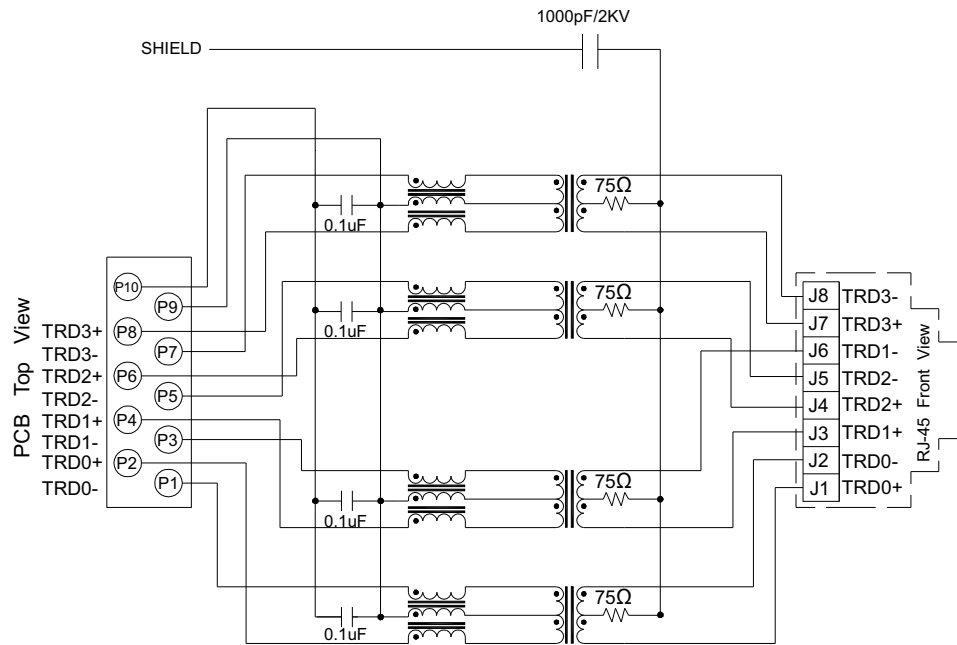 1000pF/2KV
SHIELD
75Ω
0.1uF
75Ω
0.1uF
75Ω
0.1uF
75Ω
0.1uF
PCB Top View
P10
P9
TRD3+ P8
TRD3- P7
TRD2+ P6
TRD2- P5
TRD1+ P4
TRD1- P3
TRD0+ P2
TRD0- P1
J8 TRD3-
J7 TRD3+
J6 TRD1-
J5 TRD2-
J4 TRD2+
J3 TRD1+
J2 TRD0-
J1 TRD0+
RJ-45 Front View